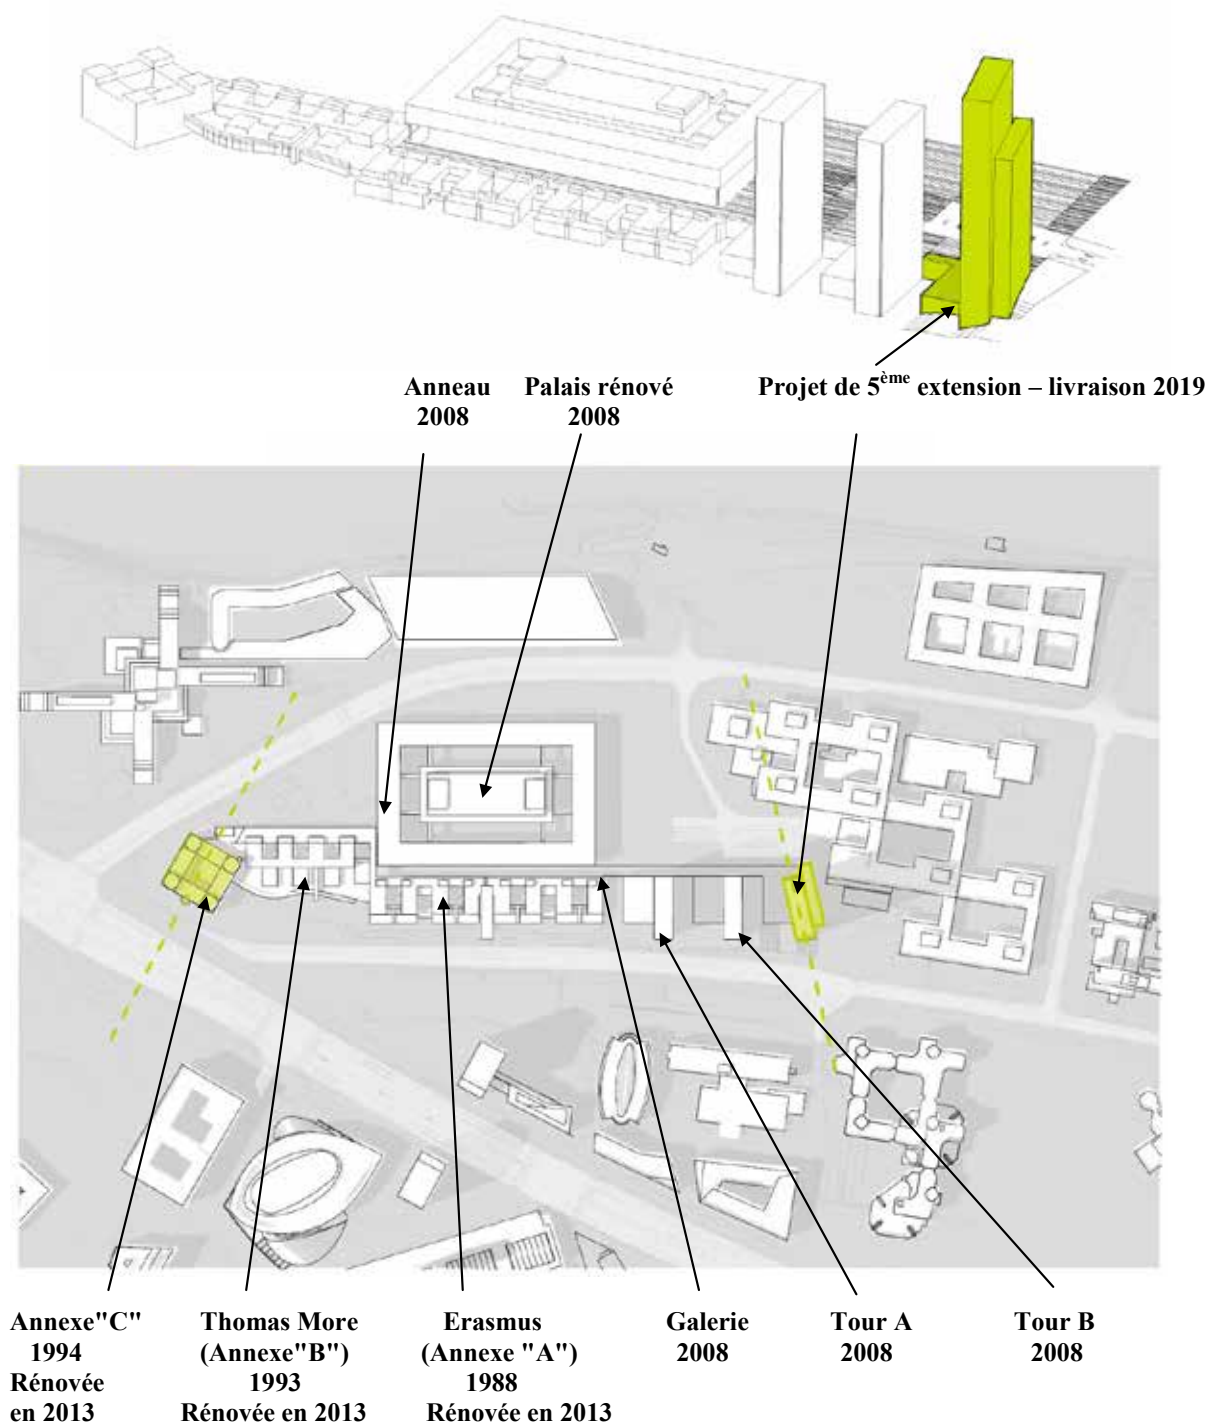 Anneau
2008
Palais rénové
2008
Projet de 5ème extension – livraison 2019
Annexe"C"
1994
Rénovée
en 2013
Thomas More
(Annexe"B")
1993
Rénovée en 2013
Erasmus
(Annexe "A")
1988
Rénovée en 2013
Galerie
2008
Tour A
2008
Tour B
2008